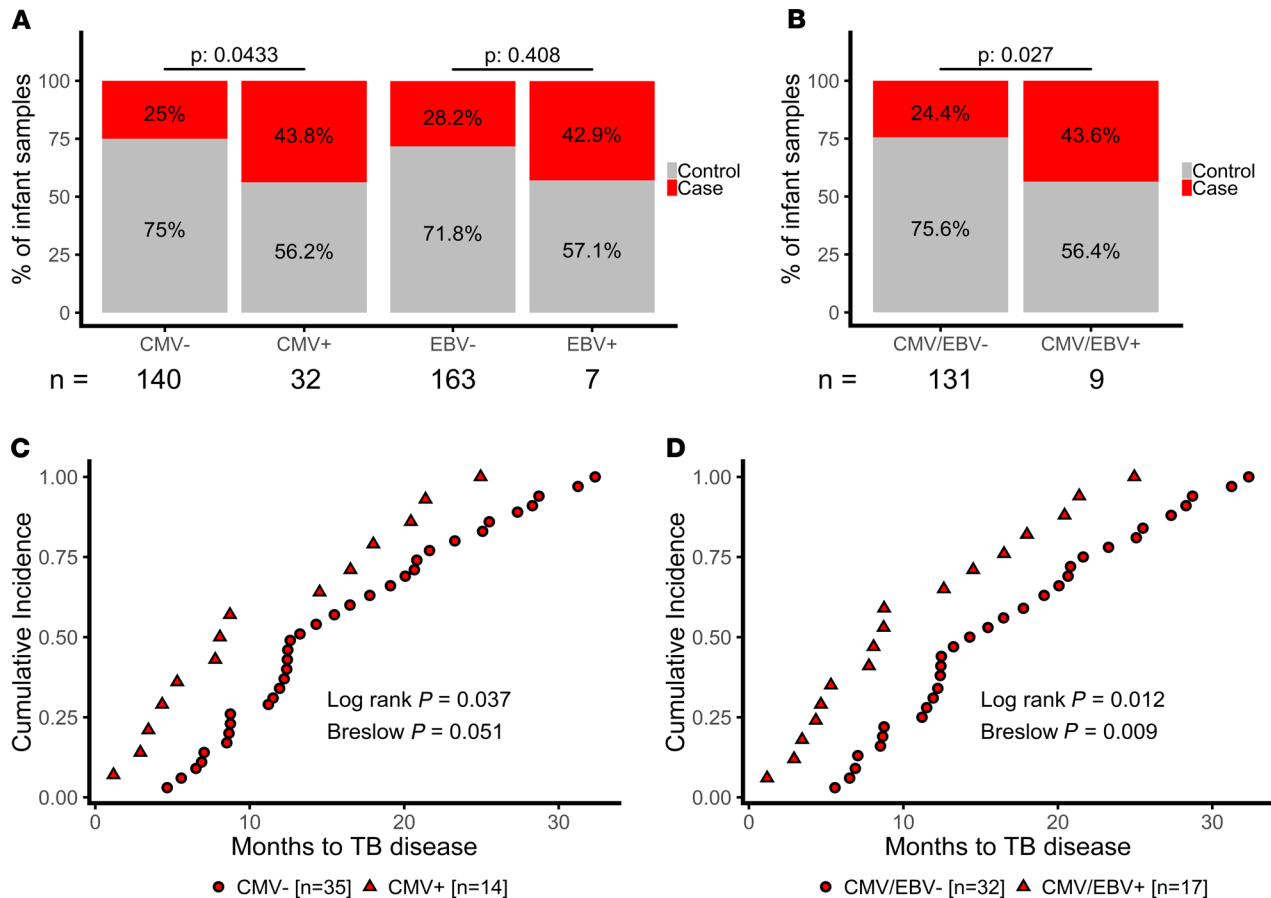 A
p: 0.0433
p: 0.408
% of infant samples
100
75
50
25
0
25%
43.8%
28.2%
42.9%
75%
56.2%
71.8%
57.1%
Control
Case
CMV-
CMV+
EBV-
EBV+
n = 140 32 163 7
B
p: 0.027
% of infant samples
100
75
50
25
0
24.4%
43.6%
75.6%
56.4%
Control
Case
CMV/EBV-
CMV/EBV+
n = 131 9
C
Cumulative Incidence
1.00
0.75
0.50
0.25
0.00
Log rank P = 0.037
Breslow P = 0.051
0 10 20 30
Months to TB disease
CMV- [n=35] CMV+ [n=14]
D
Cumulative Incidence
1.00
0.75
0.50
0.25
0.00
Log rank P = 0.012
Breslow P = 0.009
0 10 20 30
Months to TB disease
CMV/EBV- [n=32] CMV/EBV+ [n=17]